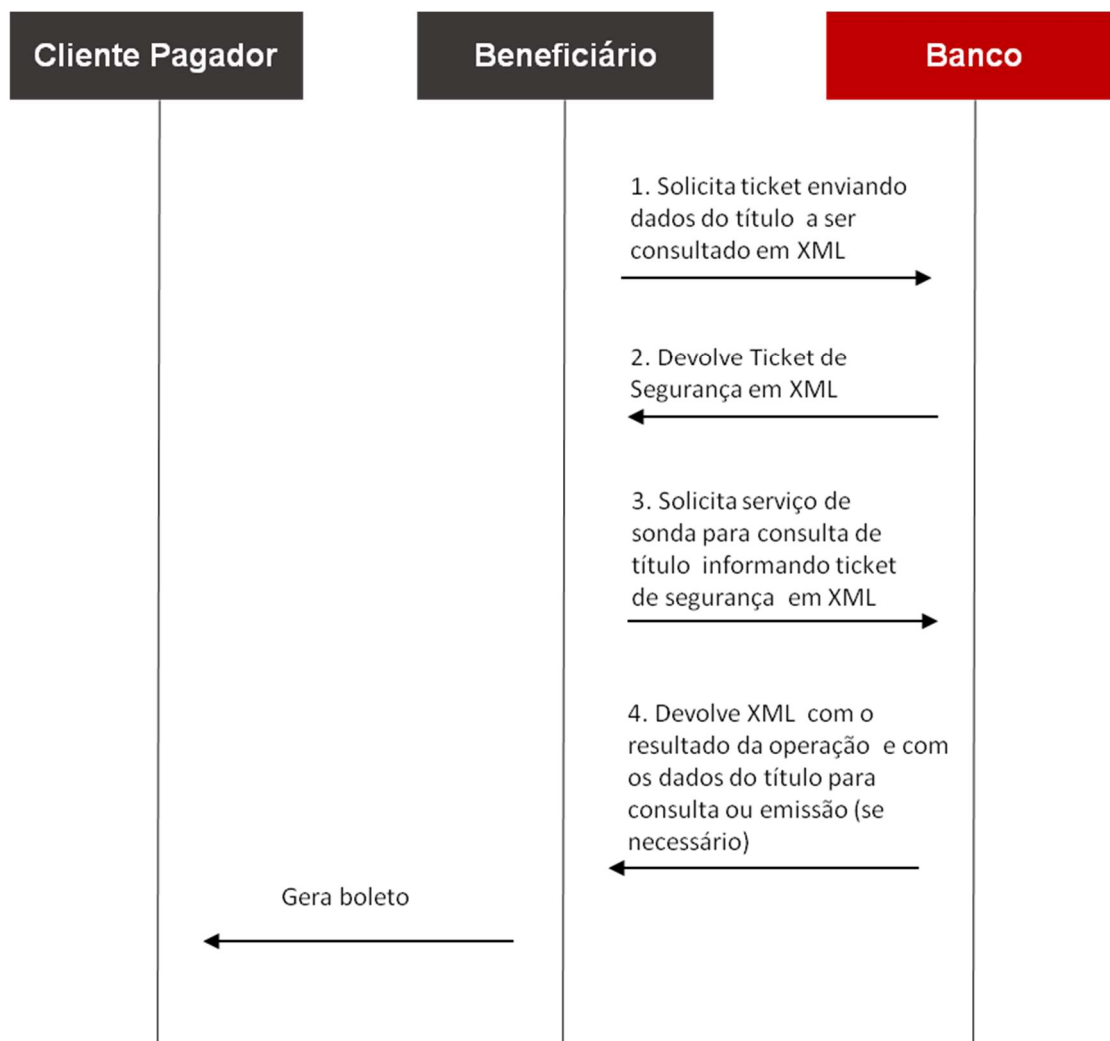 Cliente Pagador
Beneficiário
Banco
1. Solicita ticket enviando
dados do título a ser
consultado em XML
2. Devolve Ticket de
Segurança em XML
3. Solicita serviço de
sonda para consulta de
título informando ticket
de segurança em XML
4. Devolve XML com o
resultado da operação e com
os dados do título para
consulta ou emissão (se
necessário)
Gera boleto